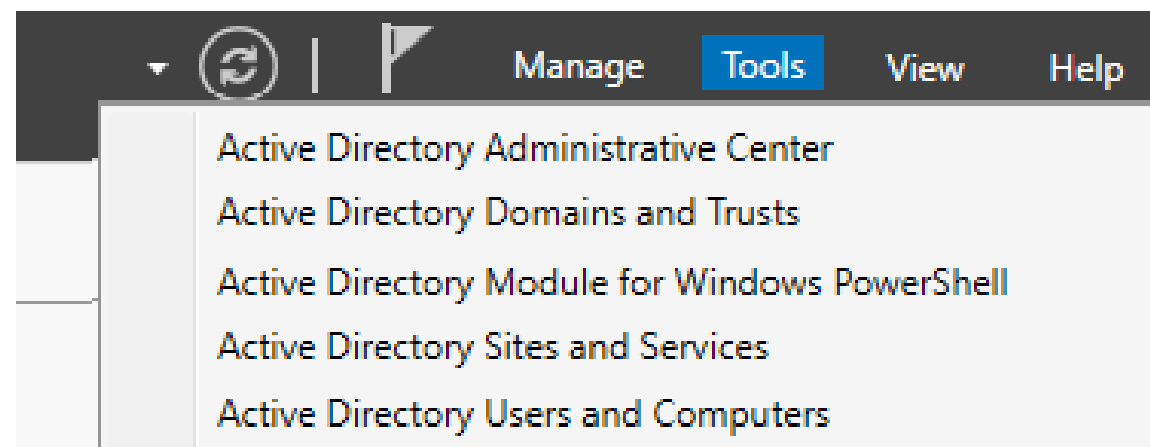 Manage Tools View Help
Active Directory Administrative Center
Active Directory Domains and Trusts
Active Directory Module for Windows PowerShell
Active Directory Sites and Services
Active Directory Users and Computers